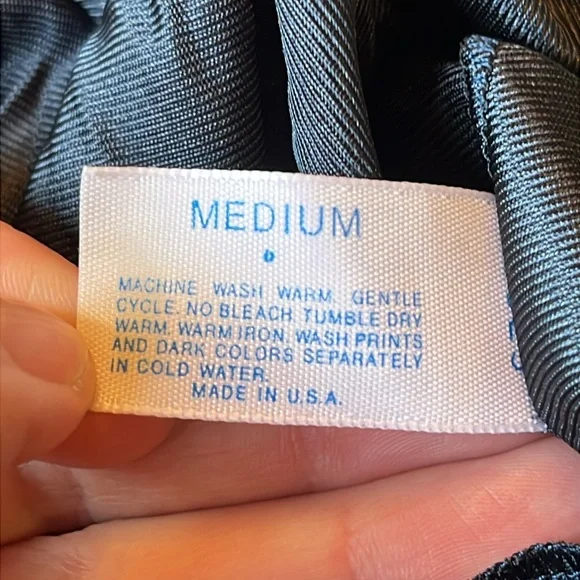 MEDIUM
MACHINE WASH WARM. GENTLE
CYCLE. NO BLEACH TUMBLE DRY
WARM. WARM IRON. WASH PRINTS
AND DARK COLORS SEPARATELY
IN COLD WATER.
MADE IN U.S.A.